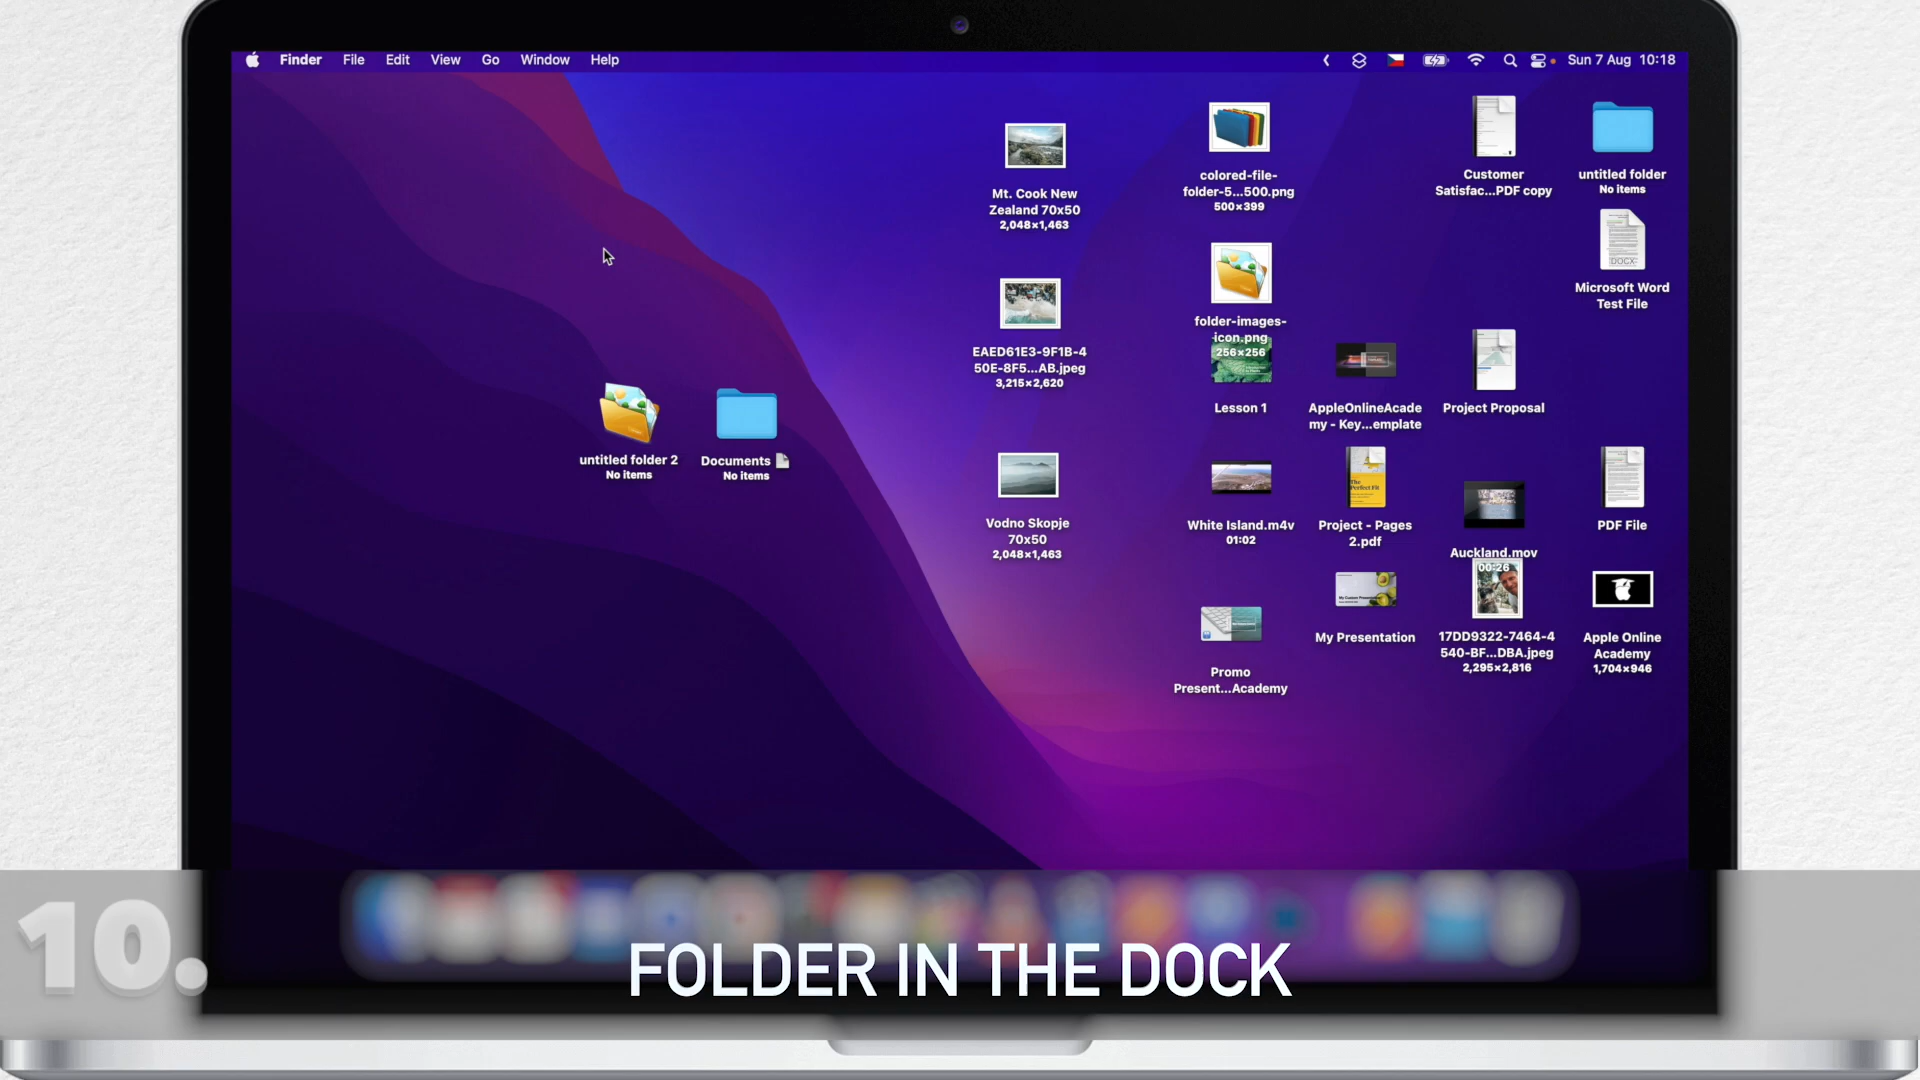 Finder File Edit View Go Window Help
Sun 7 Aug 10:18
Mt. Cook New
Zealand 70x50
2,048×1,463
colored-file-
folder-5...500.png
500×399
Customer
Satisfac...PDF copy
untitled folder
No items
DOCX
Microsoft Word
Test File
EAED61E3-9F1B-4
50E-8F5...AB.jpeg
3,215×2,620
folder-images-
icon.png
256×256
Lesson 1
AppleOnlineAcade
my - Key...emplate
Project Proposal
untitled folder 2
No items
Documents
No items
Vodno Skopje
70x50
2,048×1,463
White Island.m4v
01:02
The
Perfect Fit
Project - Pages
2.pdf
Auckland.mov
00:26
PDF File
Promo
Present...Academy
My Presentation
17DD9322-7464-4
540-BF...DBA.jpeg
2,295×2,816
Apple Online
Academy
1,704×946
10.
FOLDER IN THE DOCK